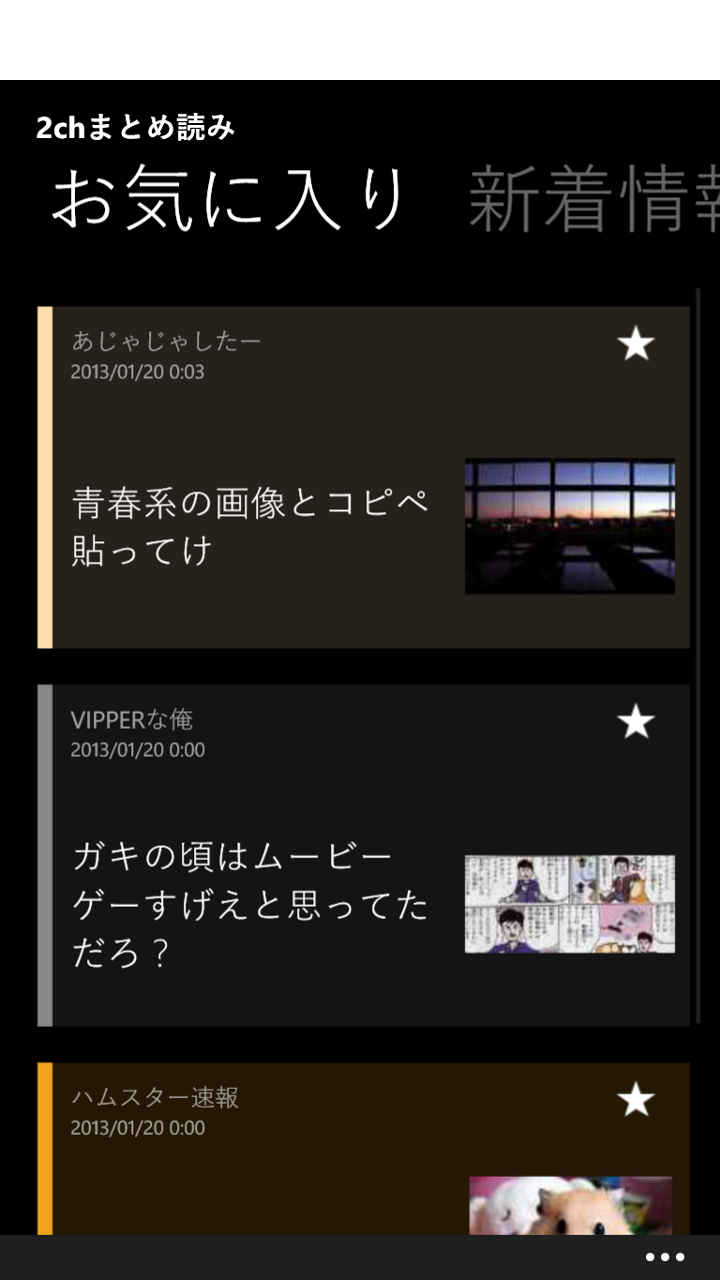 2chまとめ読み
お気に入り 新着情報
あじゃじゃしたー
2013/01/20 0:03
青春系の画像とコピペ
貼ってけ
VIPPERな俺
2013/01/20 0:00
ガキの頃はムービー
ゲーすげえと思ってた
だろ？
ハムスター速報
2013/01/20 0:00